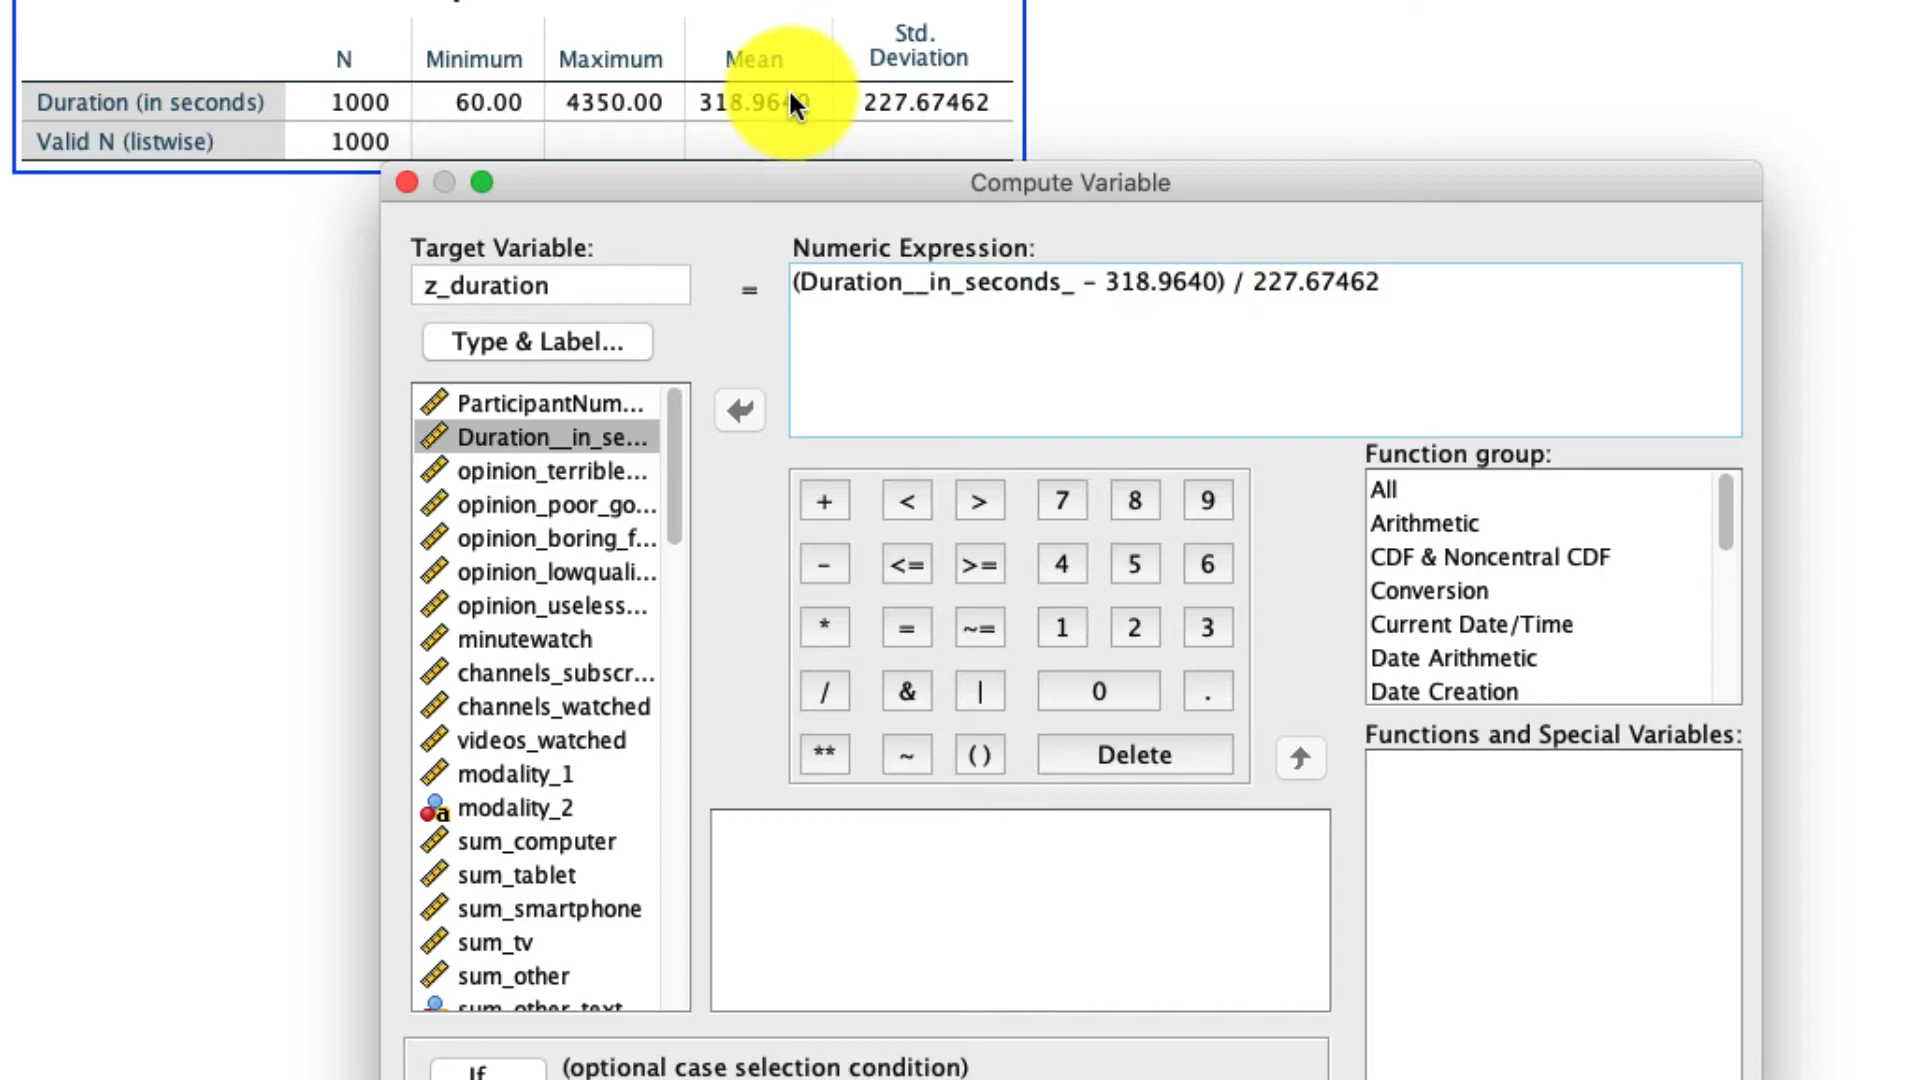 N Minimum Maximum Mean Std. Deviation
Duration (in seconds) 1000 60.00 4350.00 318.9640 227.67462
Valid N (listwise) 1000
Compute Variable
Target Variable:
z_duration
=
Numeric Expression:
(Duration__in_seconds_ - 318.9640) / 227.67462
Type & Label...
ParticipantNum...
Duration__in_se...
opinion_terrible...
opinion_poor_go...
opinion_boring_f...
opinion_lowquali...
opinion_useless...
minutewatch
channels_subscr...
channels_watched
videos_watched
modality_1
modality_2
sum_computer
sum_tablet
sum_smartphone
sum_tv
sum_other
sum_other_text
+ < > 7 8 9
- <= >= 4 5 6
* = ~= 1 2 3
/ & | 0 .
** ~ () Delete
Function group:
All
Arithmetic
CDF & Noncentral CDF
Conversion
Current Date/Time
Date Arithmetic
Date Creation
Functions and Special Variables:
If
(optional case selection condition)